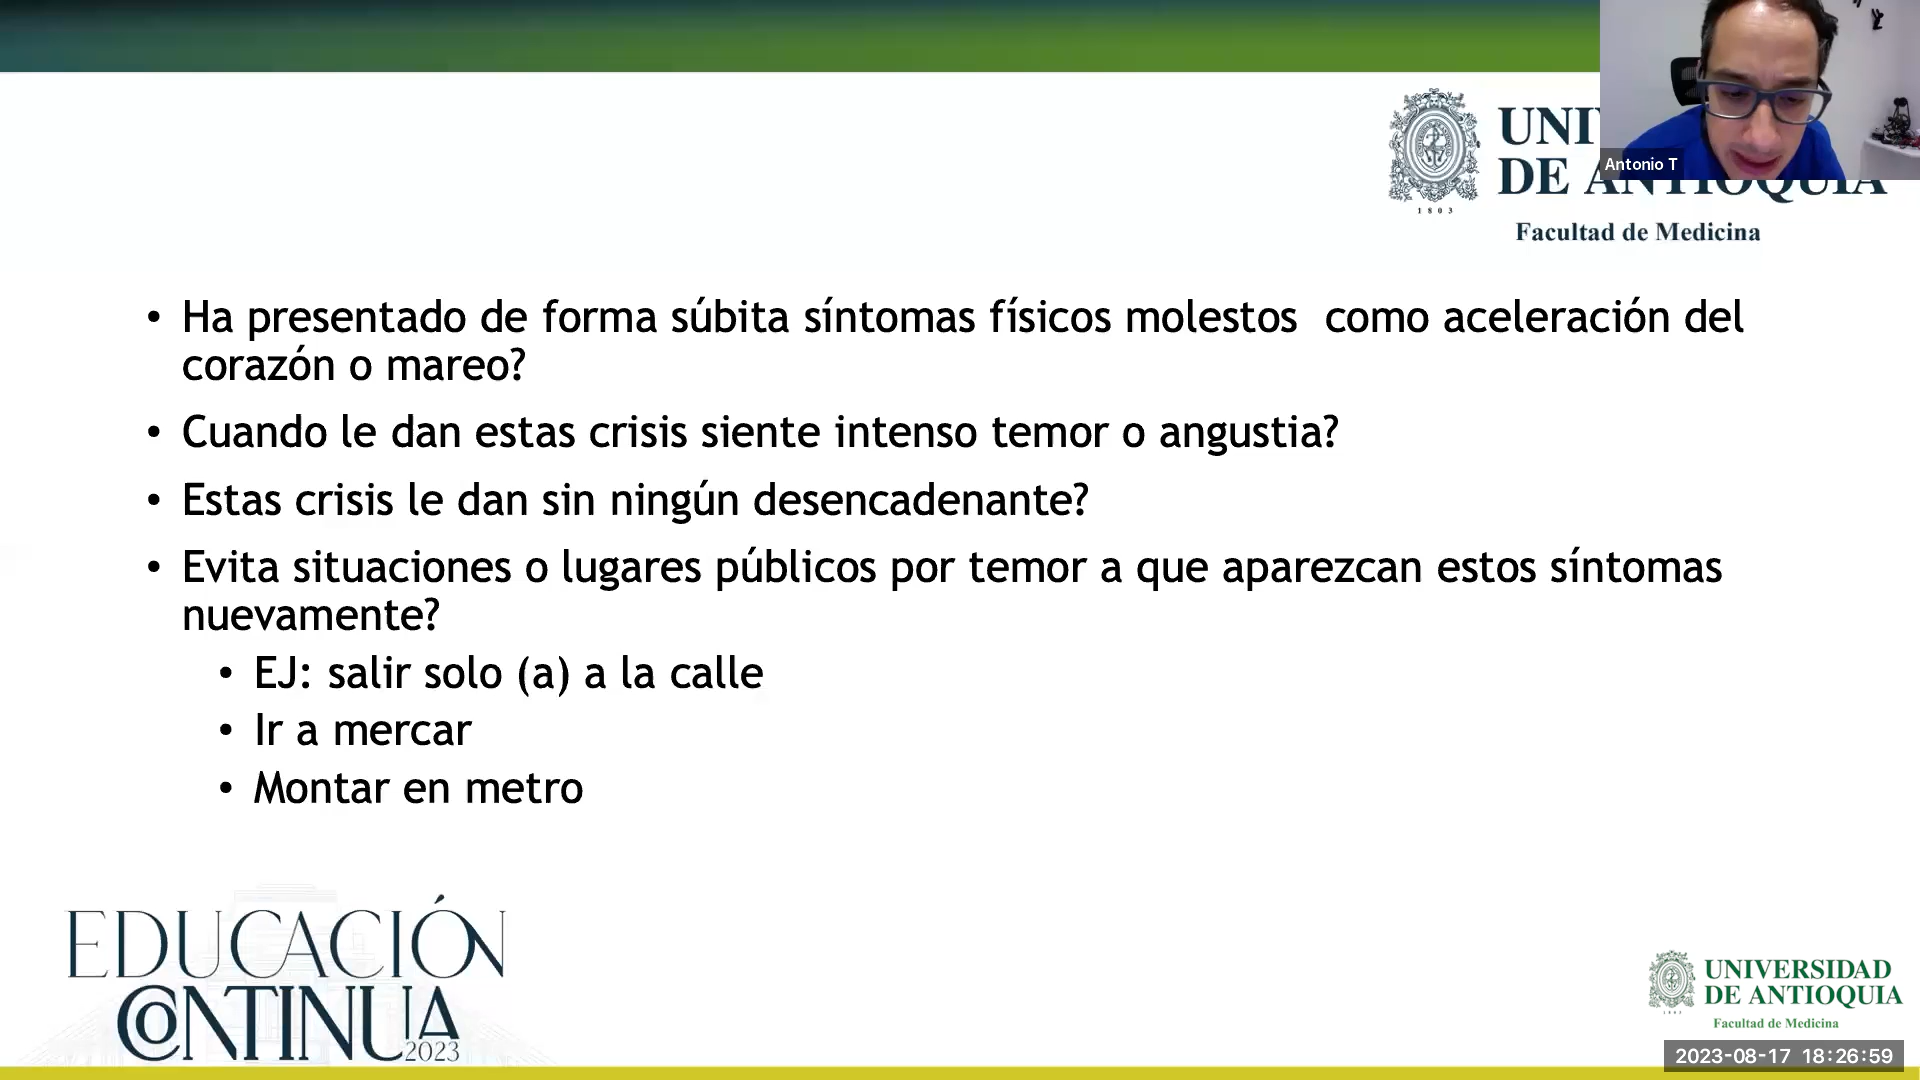 UNI
DE ANTIOQUIA
1803
Facultad de Medicina
Antonio T
• Ha presentado de forma súbita síntomas físicos molestos  como aceleración del
corazón o mareo?
• Cuando le dan estas crisis siente intenso temor o angustia?
• Estas crisis le dan sin ningún desencadenante?
• Evita situaciones o lugares públicos por temor a que aparezcan estos síntomas
nuevamente?
• EJ: salir solo (a) a la calle
• Ir a mercar
• Montar en metro
EDUCACIÓN
CONTINUA
2023
UNIVERSIDAD
DE ANTIOQUIA
1803
Facultad de Medicina
2023-08-17 18:26:59